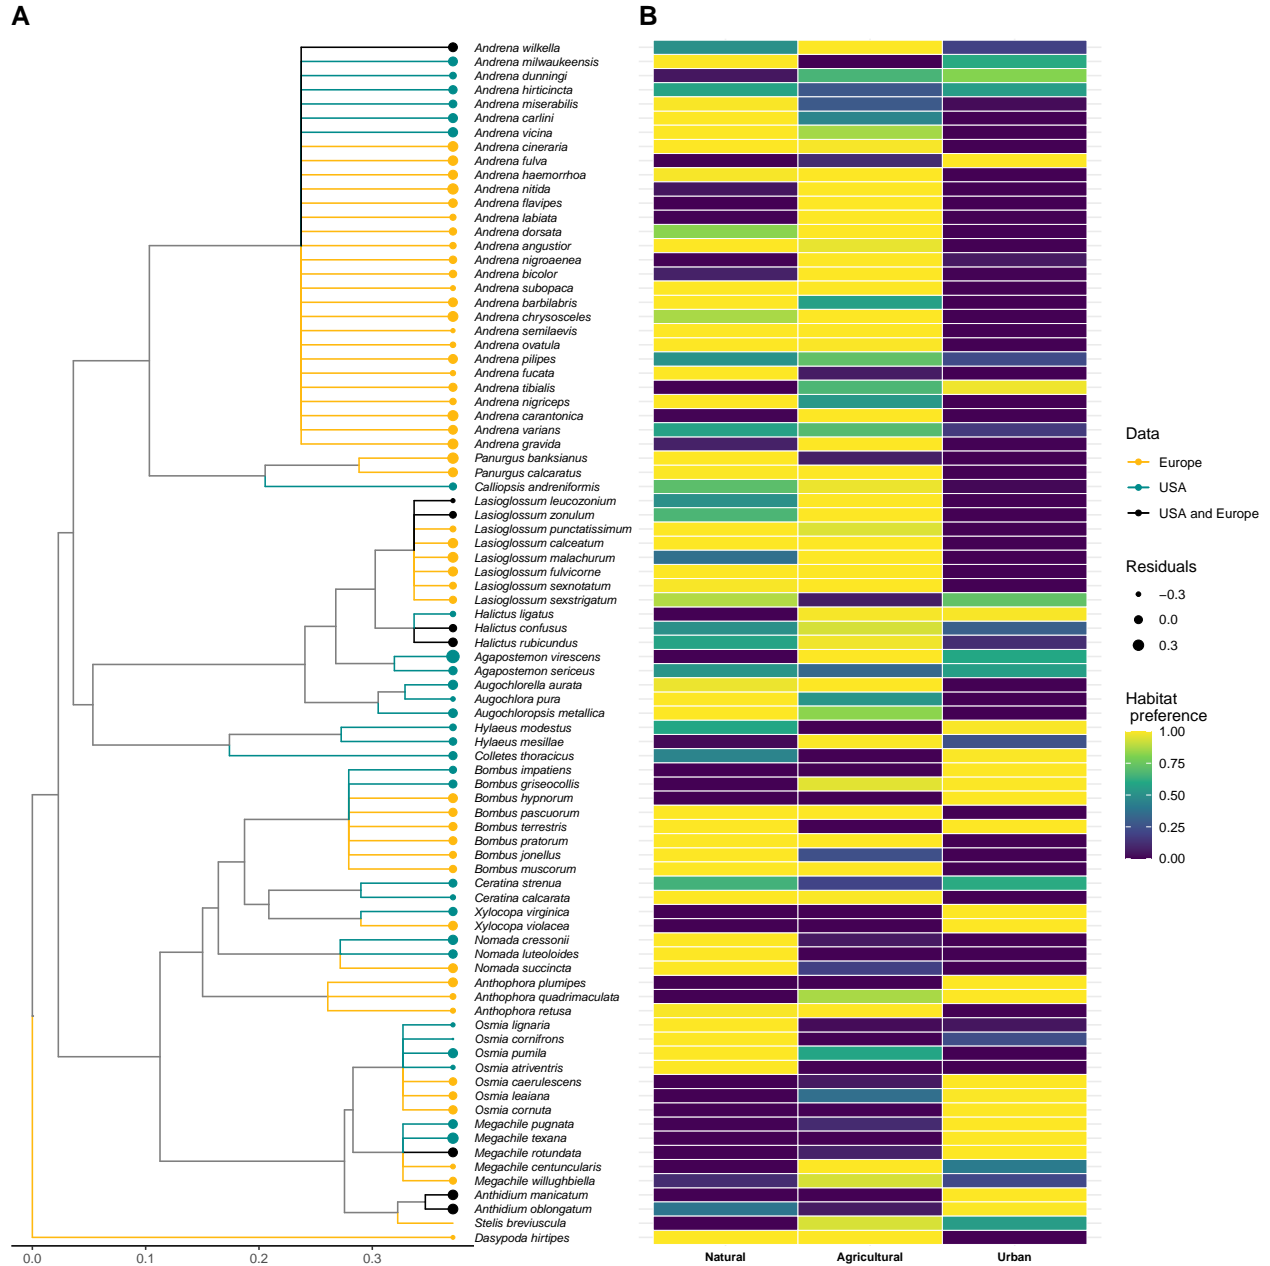 A
B
Andrena wilkella
Andrena milwaukeensis
Andrena dunningi
Andrena hirticincta
Andrena miserabilis
Andrena carlini
Andrena vicina
Andrena cineraria
Andrena fulva
Andrena haemorrhoa
Andrena nitida
Andrena flavipes
Andrena labiata
Andrena dorsata
Andrena angustior
Andrena nigroaenea
Andrena bicolor
Andrena subopaca
Andrena barbilabris
Andrena chrysosceles
Andrena semilaevis
Andrena ovatula
Andrena pilipes
Andrena fucata
Andrena tibialis
Andrena nigriceps
Andrena carantonica
Andrena varians
Andrena gravida
Panurgus banksianus
Panurgus calcaratus
Calliopsis andreniformis
Lasioglossum leucozonium
Lasioglossum zonulum
Lasioglossum punctatissimum
Lasioglossum calceatum
Lasioglossum malachurum
Lasioglossum fulvicorne
Lasioglossum sexnotatum
Lasioglossum sexstrigatum
Halictus ligatus
Halictus confusus
Halictus rubicundus
Agapostemon virescens
Agapostemon sericeus
Augochlorella aurata
Augochlora pura
Augochloropsis metallica
Hylaeus modestus
Hylaeus mesillae
Colletes thoracicus
Bombus impatiens
Bombus griseocollis
Bombus hypnorum
Bombus pascuorum
Bombus terrestris
Bombus pratorum
Bombus jonellus
Bombus muscorum
Ceratina strenua
Ceratina calcarata
Xylocopa virginica
Xylocopa violacea
Nomada cressonii
Nomada luteoloides
Nomada succincta
Anthophora plumipes
Anthophora quadrimaculata
Anthophora retusa
Osmia lignaria
Osmia cornifrons
Osmia pumila
Osmia atriventris
Osmia caerulescens
Osmia leaiana
Osmia cornuta
Megachile pugnata
Megachile texana
Megachile rotundata
Megachile centuncularis
Megachile willughbiella
Anthidium manicatum
Anthidium oblongatum
Stelis breviuscula
Dasypoda hirtipes
0.0 0.1 0.2 0.3
Natural Agricultural Urban
Data
Europe
USA
USA and Europe
Residuals
−0.3
0.0
0.3
Habitat
preference
1.00
0.75
0.50
0.25
0.00